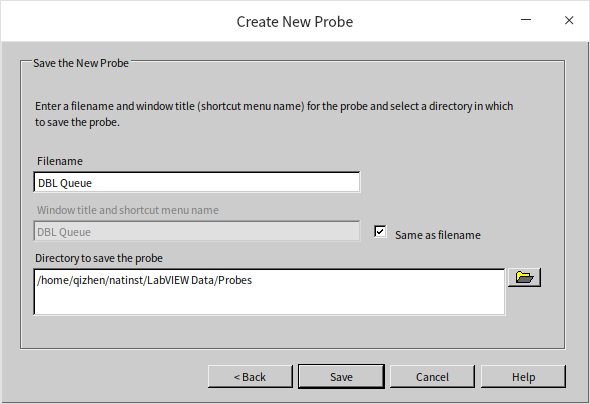 Create New Probe
Save the New Probe
Enter a filename and window title (shortcut menu name) for the probe and select a directory in which
to save the probe.
Filename
DBL Queue
Window title and shortcut menu name
DBL Queue
Same as filename
Directory to save the probe
/home/qizhen/natinst/LabVIEW Data/Probes
< Back
Save
Cancel
Help